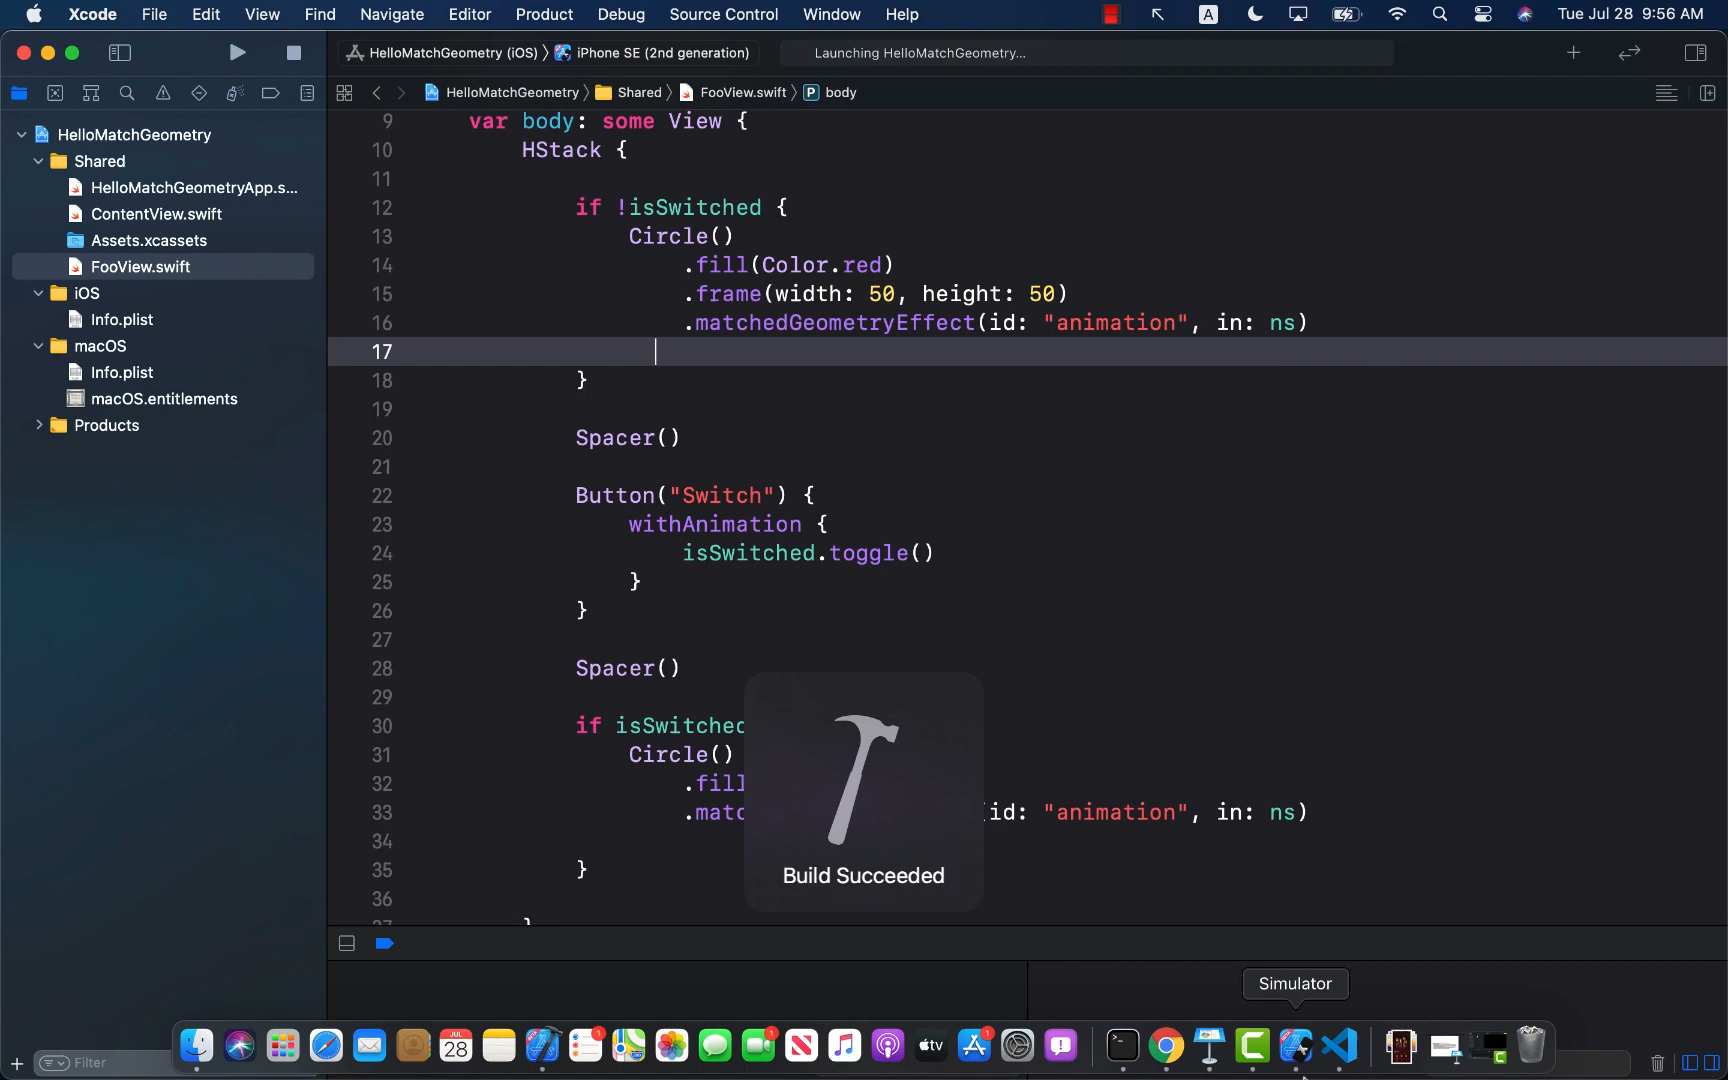 Xcode File Edit View Find Navigate Editor Product Debug Source Control Window Help A Tue Jul 28 9:56 AM
HelloMatchGeometry (iOS) iPhone SE (2nd generation) Launching HelloMatchGeometry...
HelloMatchGeometry Shared FooView.swift P body
HelloMatchGeometry
Shared
HelloMatchGeometryApp.s...
ContentView.swift
Assets.xcassets
FooView.swift
iOS
Info.plist
macOS
Info.plist
macOS.entitlements
Products
9 var body: some View {
10 HStack {
11
12 if !isSwitched {
13 Circle()
14 .fill(Color.red)
15 .frame(width: 50, height: 50)
16 .matchedGeometryEffect(id: "animation", in: ns)
17
18 }
19
20 Spacer()
21
22 Button("Switch") {
23 withAnimation {
24 isSwitched.toggle()
25 }
26 }
27
28 Spacer()
29
30 if isSwitched
31 Circle()
32 .fill
33 .matc (id: "animation", in: ns)
34
35 }
36
}
Build Succeeded
Simulator
JUL
28
1
1
tv
1
Filter